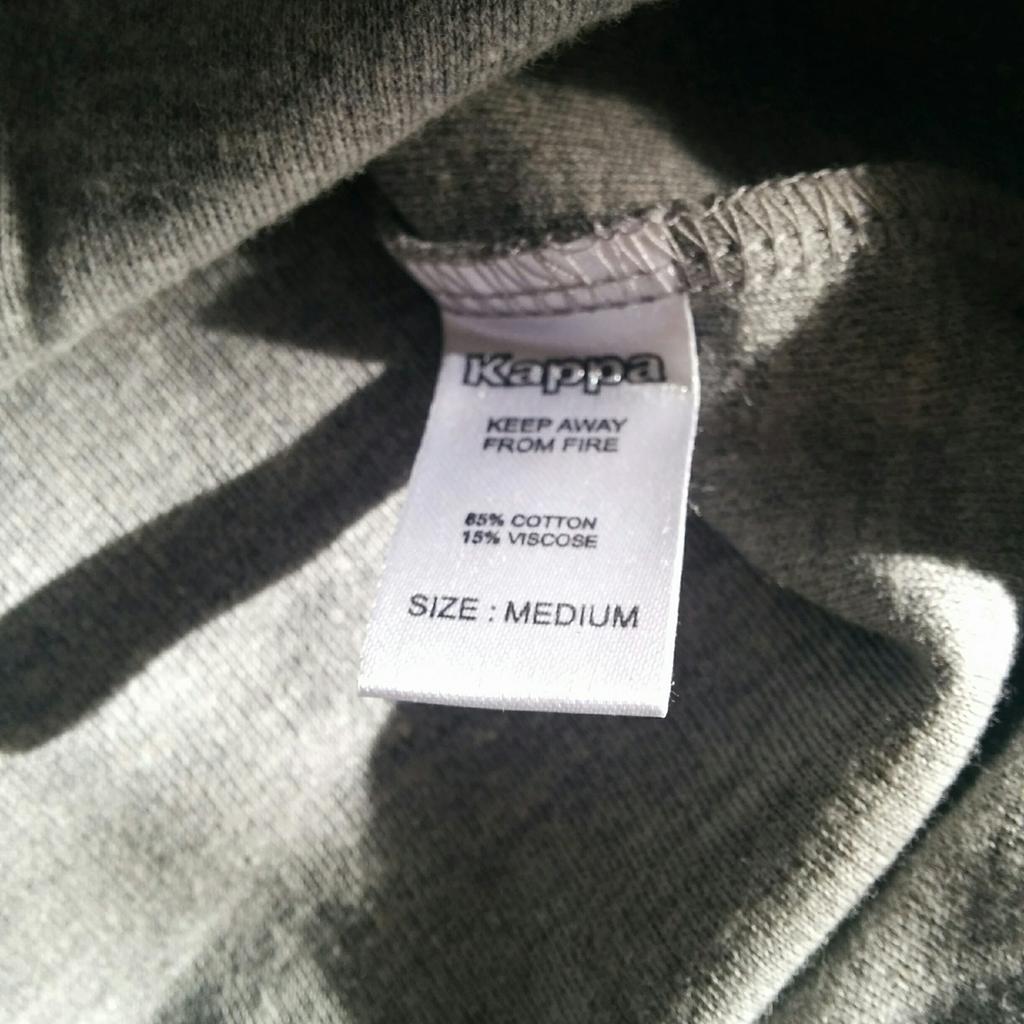 Kappa
KEEP AWAY
FROM FIRE
85% COTTON
15% VISCOSE
SIZE : MEDIUM